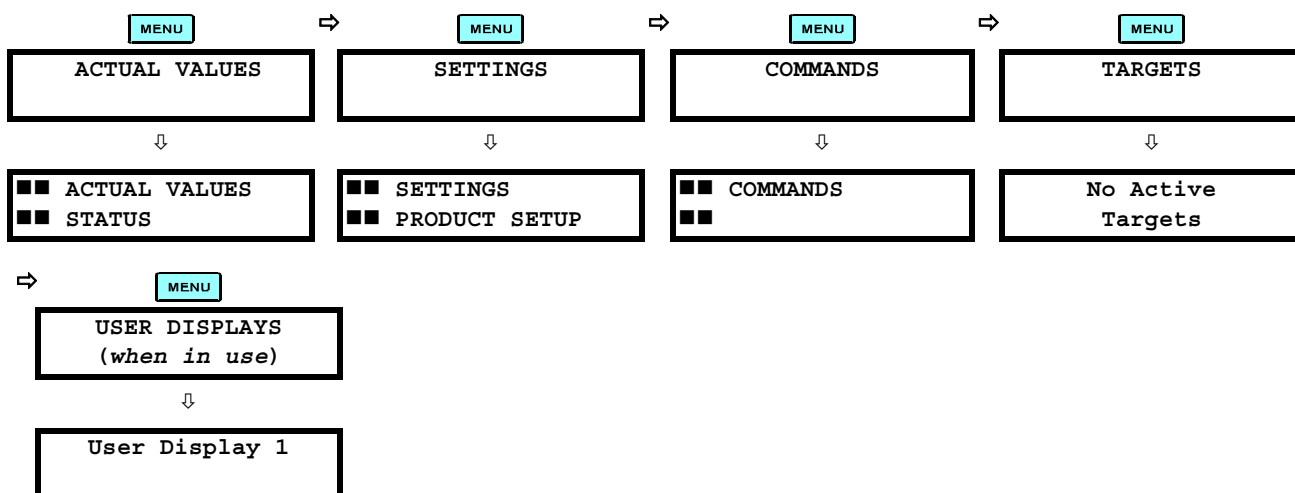 MENU
ACTUAL VALUES
MENU
SETTINGS
MENU
COMMANDS
MENU
TARGETS
ACTUAL VALUES
STATUS
SETTINGS
PRODUCT SETUP
COMMANDS
No Active
Targets
MENU
USER DISPLAYS
(when in use)
User Display 1